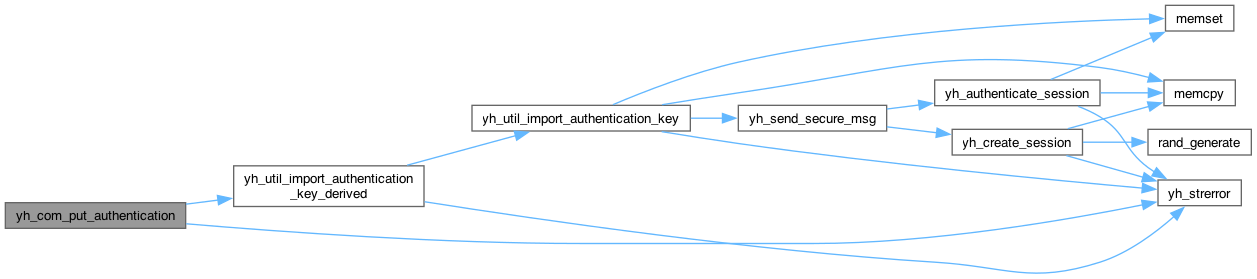 memset
yh_authenticate_session
memcpy
yh_util_import_authentication_key
yh_send_secure_msg
yh_create_session
rand_generate
yh_util_import_authentication
_key_derived
yh_strerror
yh_com_put_authentication